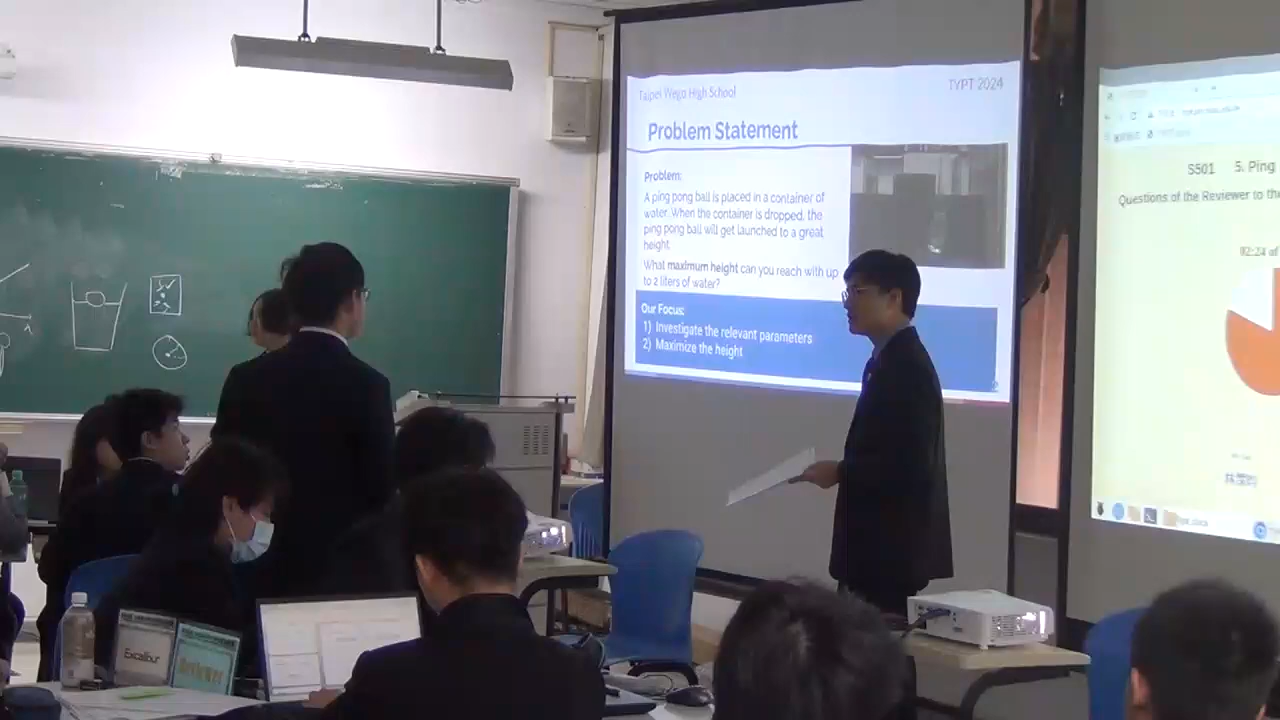 Taipei Wego High School
TYPT 2024
Problem Statement
Problem:
A ping pong ball is placed in a container of
water. When the container is dropped, the
ping pong ball will get launched to a great
height.
What maximum height can you reach with up
to 2 liters of water?
Our Focus:
1) Investigate the relevant parameters
2) Maximize the height
S501 5. Ping
Questions of the Reviewer to the
02:24 of
Excalibur